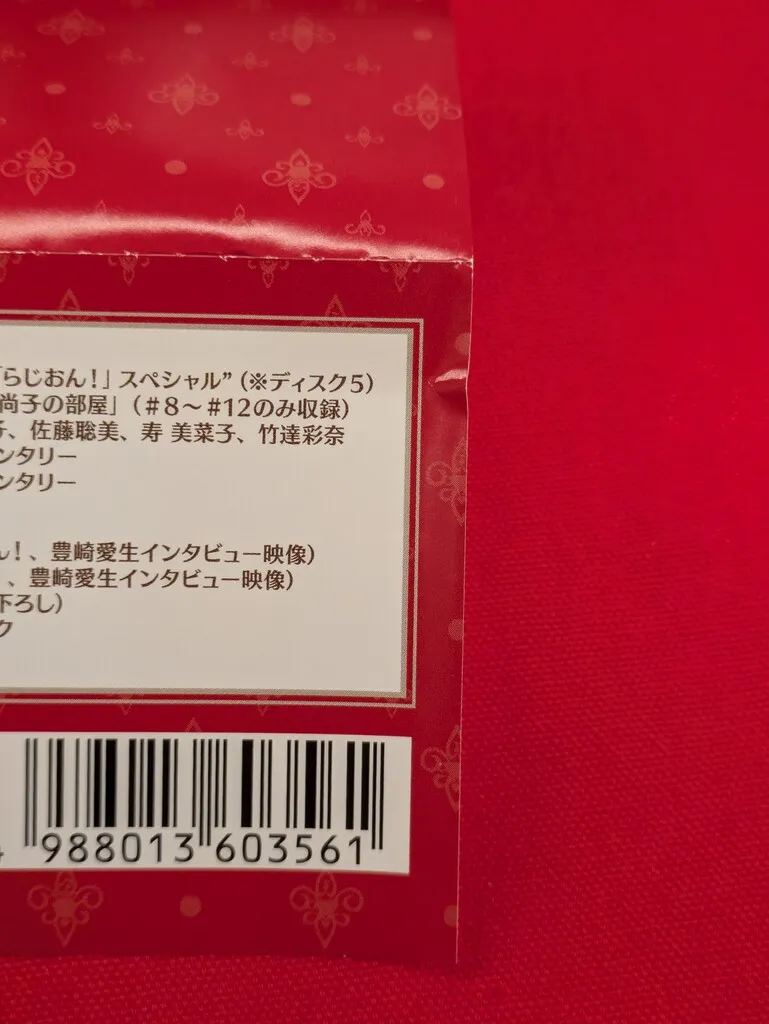 「らじおん!」スペシャル”(※ディスク5)
尚子の部屋」(#8～#12のみ収録)
子、佐藤聡美、寿 美菜子、竹達彩奈
ンタリー
ンタリー
ん!、豊崎愛生インタビュー映像)
、豊崎愛生インタビュー映像)
下ろし)
ク
4 988013 603561